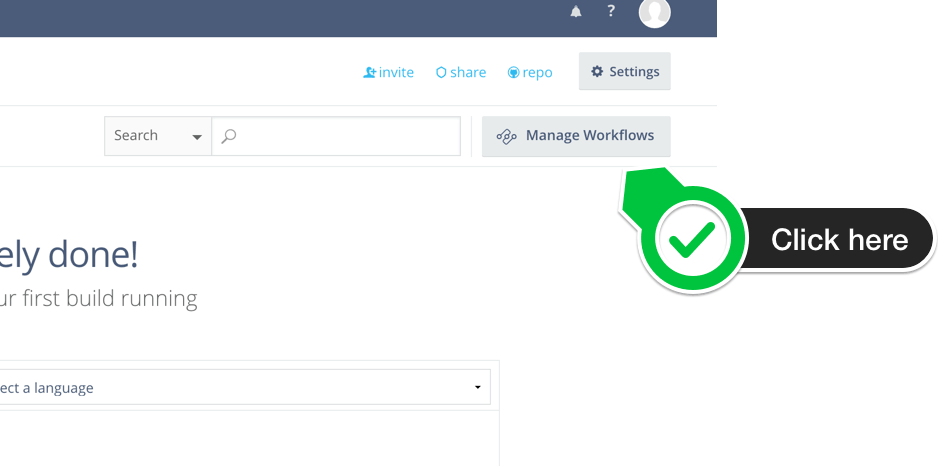 ?
invite share repo Settings
Search Manage Workflows
ely done!
Click here
ur first build running
ect a language